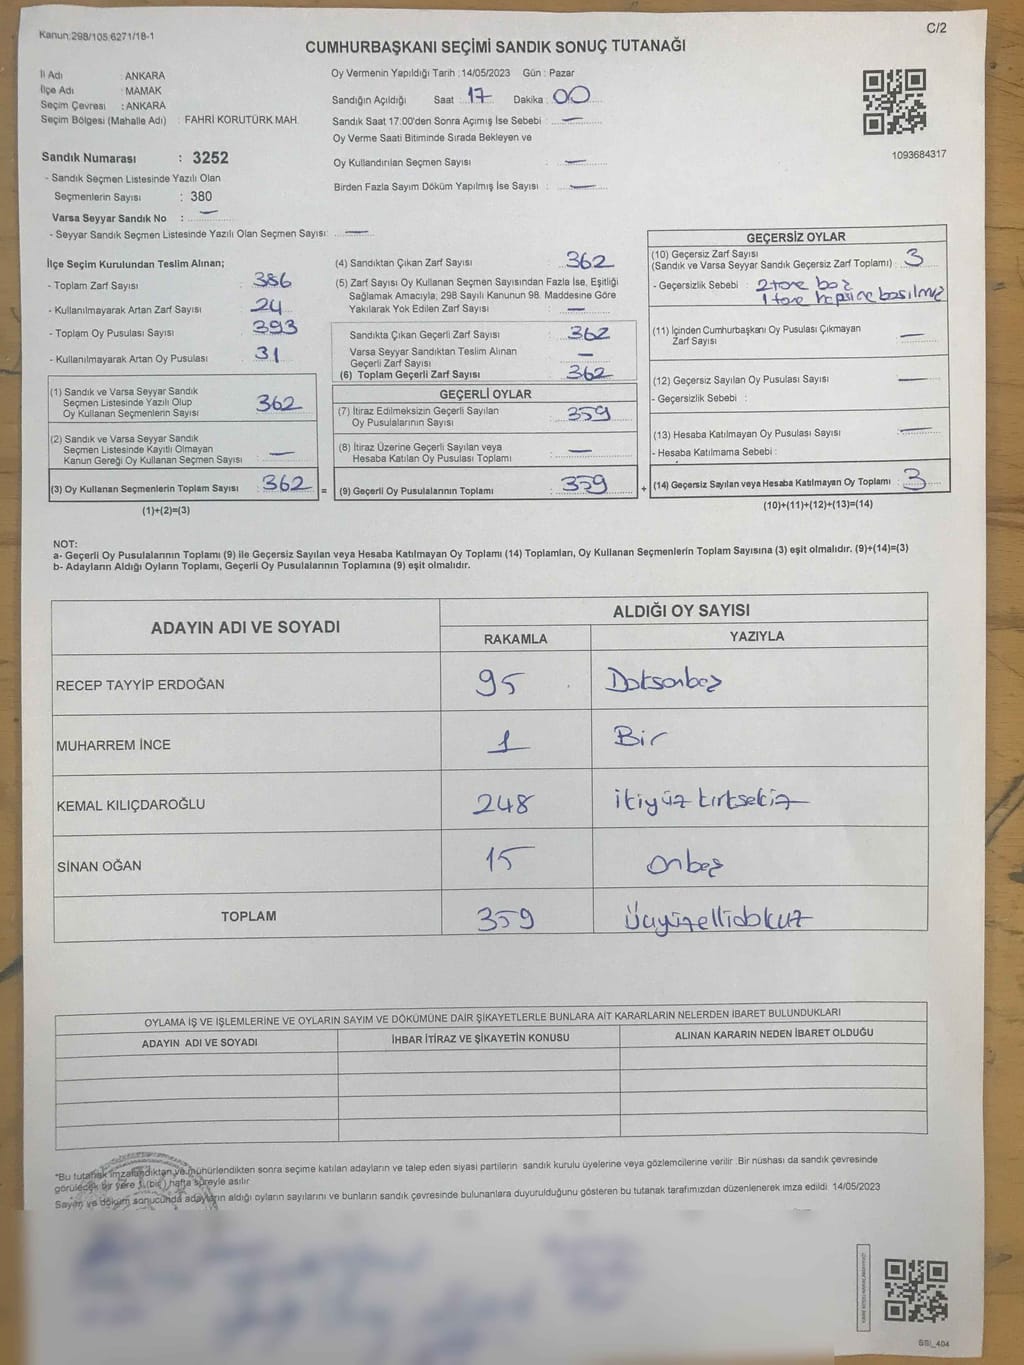 Kanun:298/105.6271/18-1
C/2
CUMHURBAŞKANI SEÇİMİ SANDIK SONUÇ TUTANAĞI
İl Adı : ANKARA
İlçe Adı : MAMAK
Seçim Çevresi : ANKARA
Seçim Bölgesi (Mahalle Adı) : FAHRİ KORUTÜRK MAH.
Sandık Numarası : 3252
- Sandık Seçmen Listesinde Yazılı Olan
Seçmenlerin Sayısı : 380
Varsa Seyyar Sandık No : —
- Seyyar Sandık Seçmen Listesinde Yazılı Olan Seçmen Sayısı: —
Oy Vermenin Yapıldığı Tarih :14/05/2023 Gün : Pazar
Sandığın Açıldığı Saat : 17 Dakika : 00
Sandık Saat 17:00'den Sonra Açımış İse Sebebi : —
Oy Verme Saati Bitiminde Sırada Bekleyen ve
Oy Kullandırılan Seçmen Sayısı : —
Birden Fazla Sayım Döküm Yapılmış İse Sayısı : —
1093684317
İlçe Seçim Kurulundan Teslim Alınan;
- Toplam Zarf Sayısı : 386
- Kullanılmayarak Artan Zarf Sayısı : 24
- Toplam Oy Pusulası Sayısı : 393
- Kullanılmayarak Artan Oy Pusulası : 31
(1) Sandık ve Varsa Seyyar Sandık
Seçmen Listesinde Yazılı Olup
Oy Kullanan Seçmenlerin Sayısı : 362
(2) Sandık ve Varsa Seyyar Sandık
Seçmen Listesinde Kayıtlı Olmayan
Kanun Gereği Oy Kullanan Seçmen Sayısı : —
(3) Oy Kullanan Seçmenlerin Toplam Sayısı : 362 =
(1)+(2)=(3)
(4) Sandıktan Çıkan Zarf Sayısı : 362
(5) Zarf Sayısı Oy Kullanan Seçmen Sayısından Fazla İse, Eşitliği
Sağlamak Amacıyla; 298 Sayılı Kanunun 98. Maddesine Göre
Yakılarak Yok Edilen Zarf Sayısı : —
Sandıkta Çıkan Geçerli Zarf Sayısı : 362
Varsa Seyyar Sandıktan Teslim Alınan
Geçerli Zarf Sayısı : —
(6) Toplam Geçerli Zarf Sayısı : 362
GEÇERLİ OYLAR
(7) İtiraz Edilmeksizin Geçerli Sayılan
Oy Pusulalarının Sayısı : 359
(8) İtiraz Üzerine Geçerli Sayılan veya
Hesaba Katılan Oy Pusulası Toplamı : —
(9) Geçerli Oy Pusulalarının Toplamı : 359 +
GEÇERSİZ OYLAR
(10) Geçersiz Zarf Sayısı
(Sandık ve Varsa Seyyar Sandık Geçersiz Zarf Toplamı) : 3
- Geçersizlik Sebebi : 2 tane boş
1 tane hepsine basılmış
(11) İçinden Cumhurbaşkanı Oy Pusulası Çıkmayan
Zarf Sayısı : —
(12) Geçersiz Sayılan Oy Pusulası Sayısı : —
- Geçersizlik Sebebi :
(13) Hesaba Katılmayan Oy Pusulası Sayısı : —
- Hesaba Katılmama Sebebi :
(14) Geçersiz Sayılan veya Hesaba Katılmayan Oy Toplamı : 3
(10)+(11)+(12)+(13)=(14)
NOT:
a- Geçerli Oy Pusulalarının Toplamı (9) ile Geçersiz Sayılan veya Hesaba Katılmayan Oy Toplamı (14) Toplamları, Oy Kullanan Seçmenlerin Toplam Sayısına (3) eşit olmalıdır. (9)+(14)=(3)
b- Adayların Aldığı Oyların Toplamı, Geçerli Oy Pusulalarının Toplamına (9) eşit olmalıdır.
ADAYIN ADI VE SOYADI
ALDIĞI OY SAYISI
RAKAMLA YAZIYLA
RECEP TAYYİP ERDOĞAN 95 Doksanbeş
MUHARREM İNCE 1 Bir
KEMAL KILIÇDAROĞLU 248 ikiyüz kırksekiz
SİNAN OĞAN 15 onbeş
TOPLAM 359 Üçyüzellidokuz
OYLAMA İŞ VE İŞLEMLERİNE VE OYLARIN SAYIM VE DÖKÜMÜNE DAİR ŞİKAYETLERLE BUNLARA AİT KARARLARIN NELERDEN İBARET BULUNDUKLARI
ADAYIN ADI VE SOYADI İHBAR İTİRAZ VE ŞİKAYETİN KONUSU ALINAN KARARIN NEDEN İBARET OLDUĞU
*Bu tutanak imzalandıktan ve mühürlendikten sonra seçime katılan adayların ve talep eden siyasi partilerin sandık kurulu üyelerine veya gözlemcilerine verilir. Bir nüshası da sandık çevresinde
görülecek bir yere 1 (bir) hafta süreyle asılır.
Sayım ve döküm sonucunda adayların aldığı oyların sayılarını ve bunların sandık çevresinde bulunanlara duyurulduğunu gösteren bu tutanak tarafımızdan düzenlenerek imza edildi. 14/05/2023
SSI_404